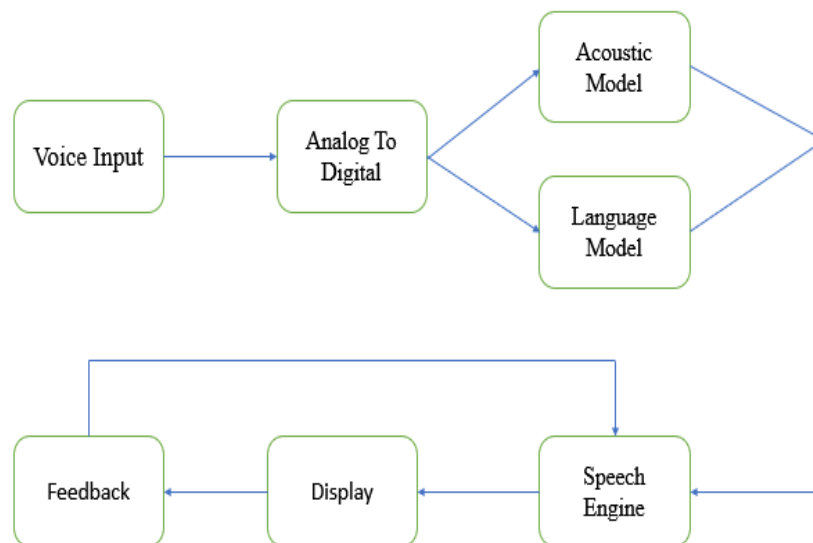 Voice Input
Analog To
Digital
Acoustic
Model
Language
Model
Feedback
Display
Speech
Engine